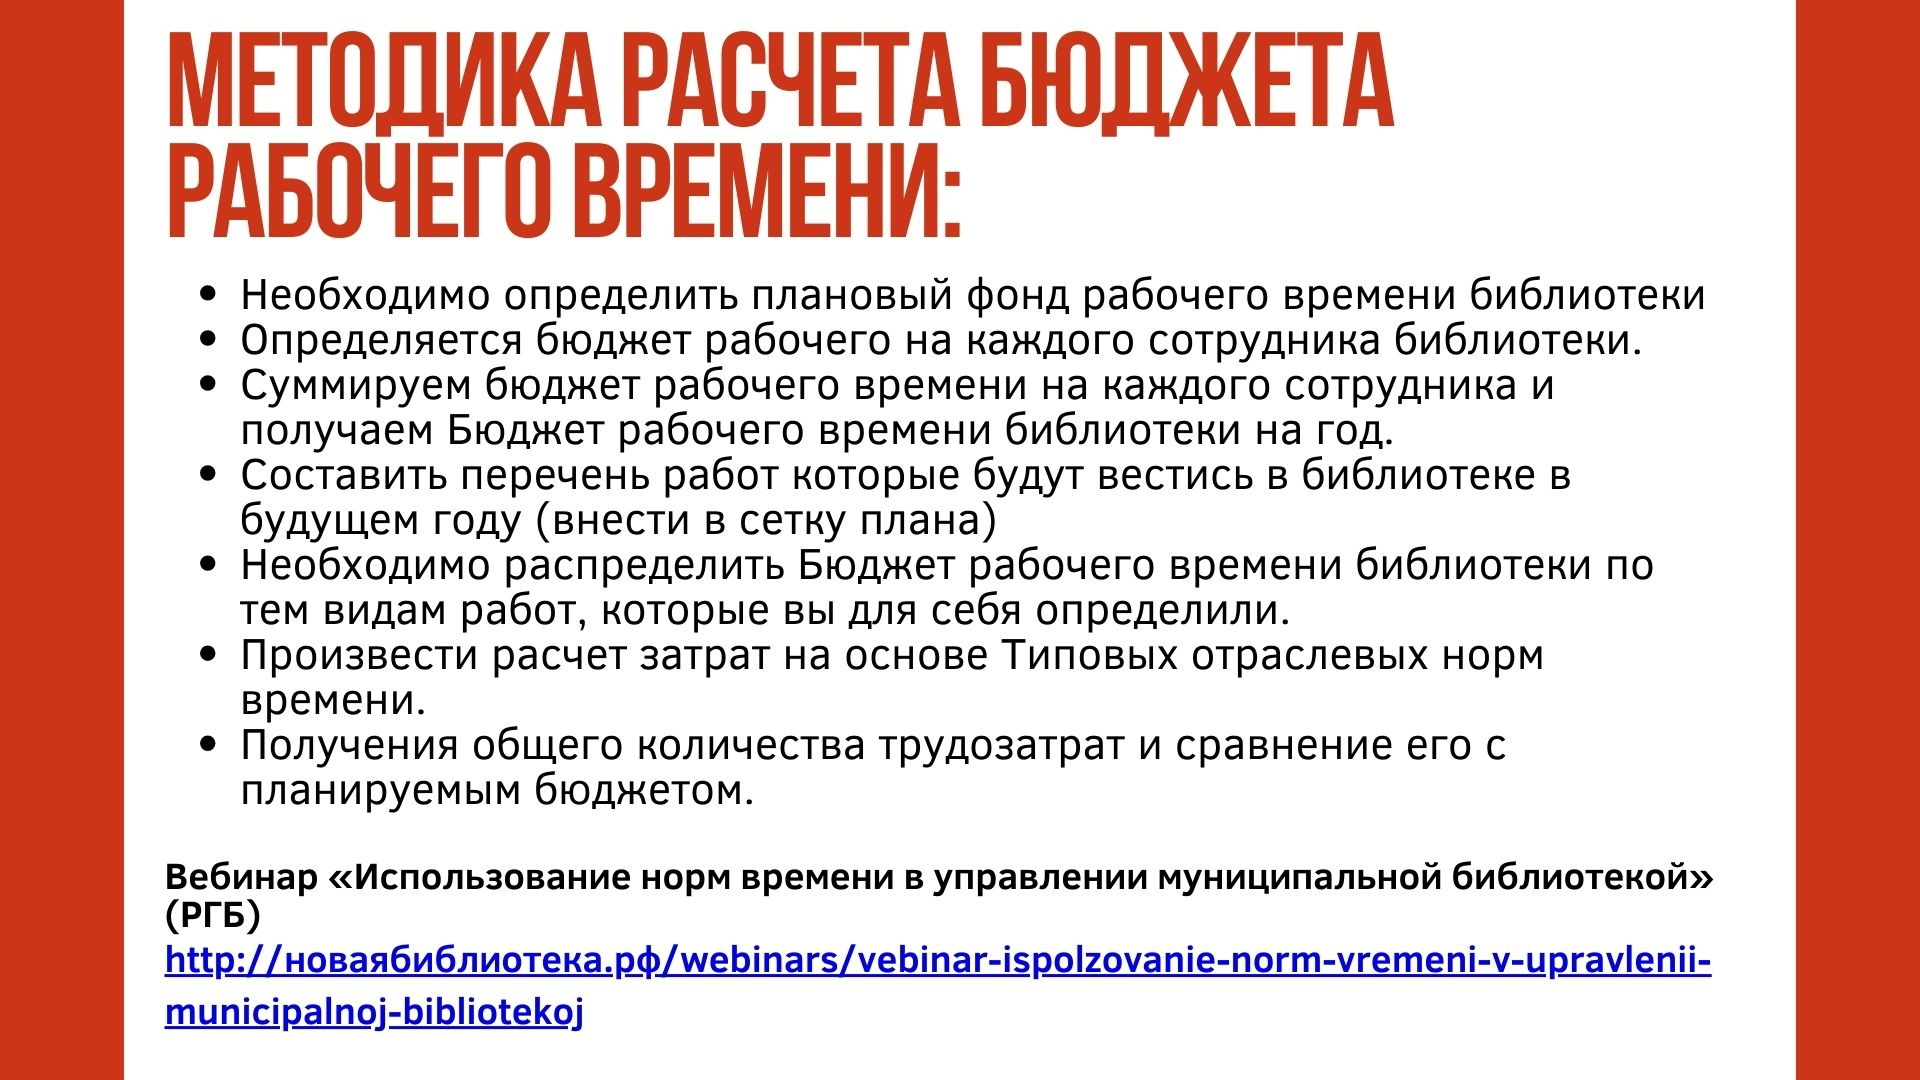 МЕТОДИКА РАСЧЕТА БЮДЖЕТА
РАБОЧЕГО ВРЕМЕНИ:
• Необходимо определить плановый фонд рабочего времени библиотеки
• Определяется бюджет рабочего на каждого сотрудника библиотеки.
• Суммируем бюджет рабочего времени на каждого сотрудника и
получаем Бюджет рабочего времени библиотеки на год.
• Составить перечень работ которые будут вестись в библиотеке в
будущем году (внести в сетку плана)
• Необходимо распределить Бюджет рабочего времени библиотеки по
тем видам работ, которые вы для себя определили.
• Произвести расчет затрат на основе Типовых отраслевых норм
времени.
• Получения общего количества трудозатрат и сравнение его с
планируемым бюджетом.
Вебинар «Использование норм времени в управлении муниципальной библиотекой»
(РГБ)
http://новаябиблиотека.рф/webinars/vebinar-ispolzovanie-norm-vremeni-v-upravlenii-
municipalnoj-bibliotekoj